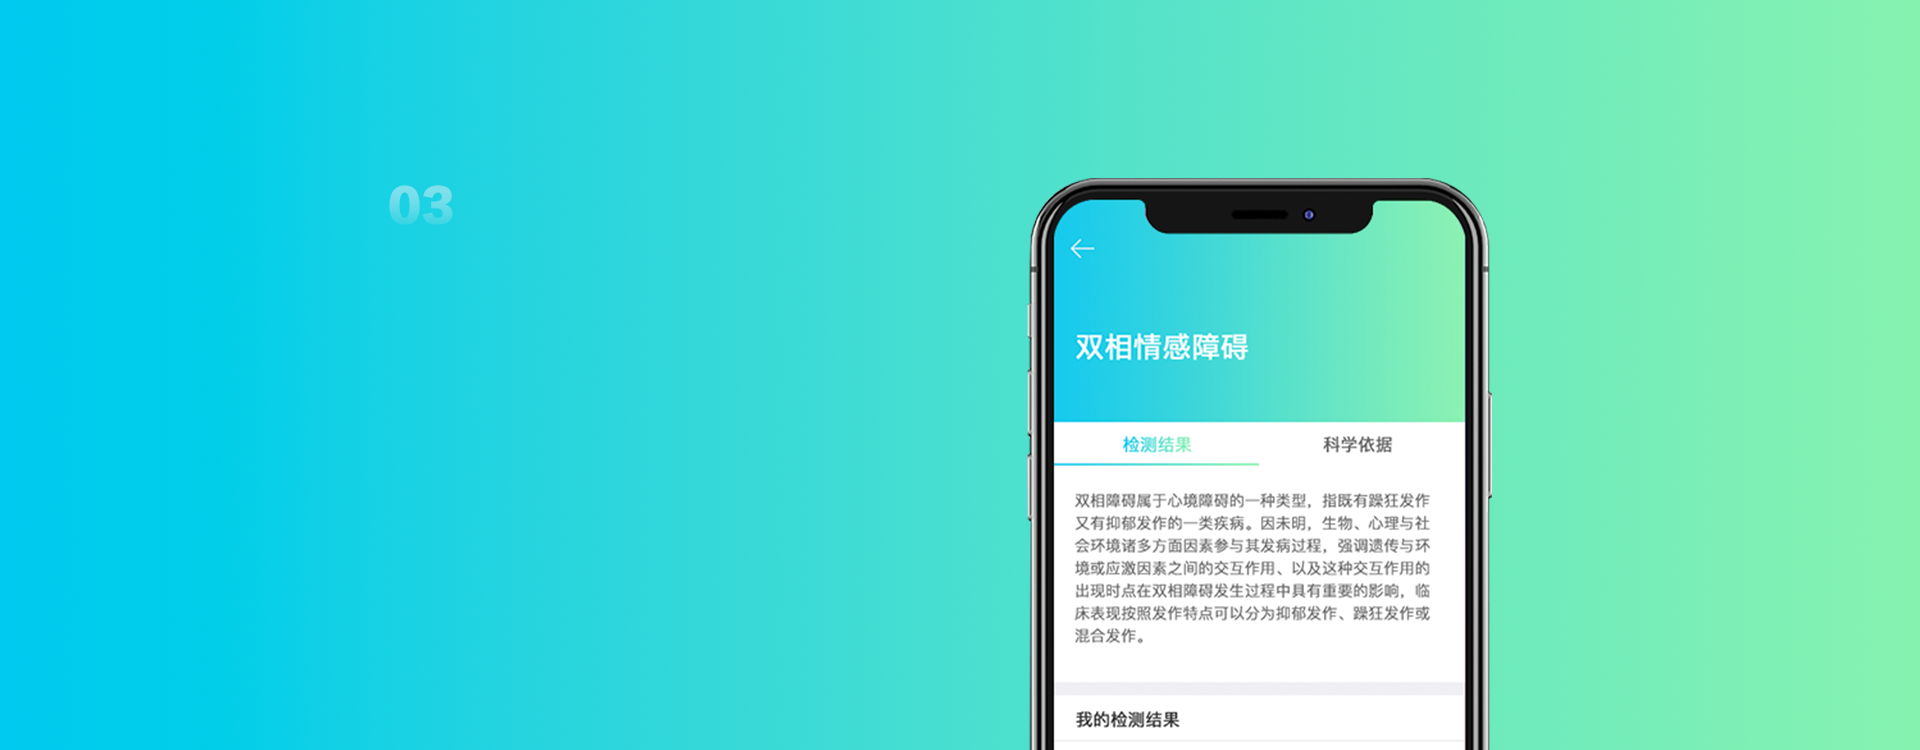 03
双相情感障碍
检测结果
科学依据
双相障碍属于心境障碍的一种类型，指既有躁狂发作
又有抑郁发作的一类疾病。因未明，生物、心理与社
会环境诸多方面因素参与其发病过程，强调遗传与环
境或应激因素之间的交互作用、以及这种交互作用的
出现时点在双相障碍发生过程中具有重要的影响，临
床表现按照发作特点可以分为抑郁发作、躁狂发作或
混合发作。
我的检测结果